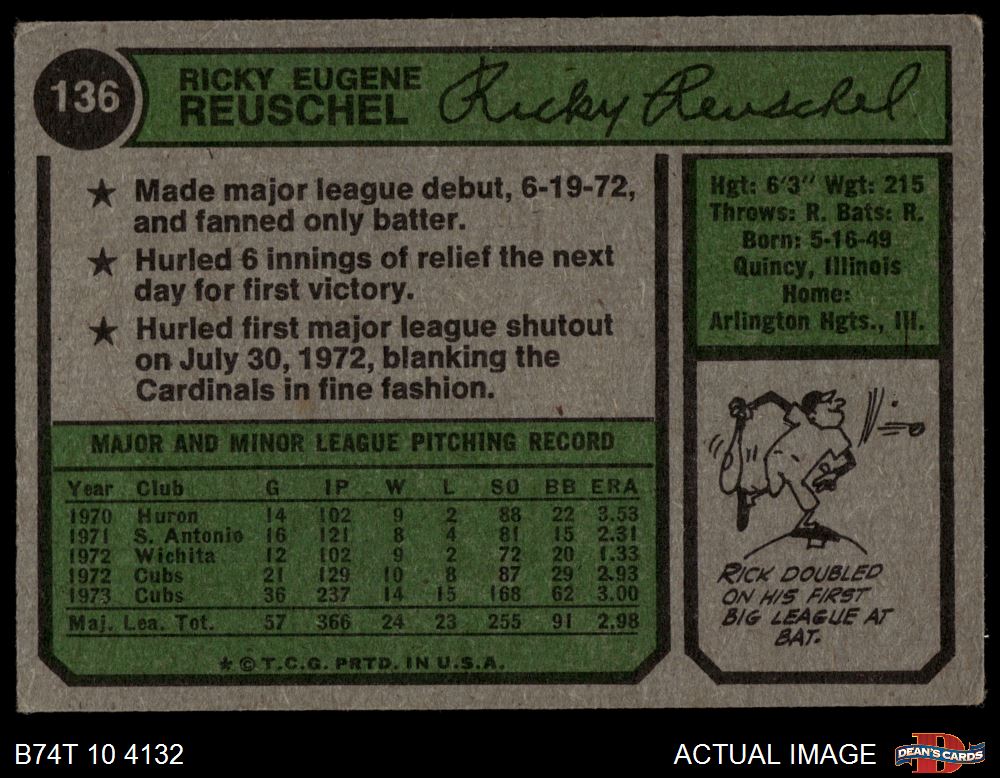 136
RICKY EUGENE
REUSCHEL
Ricky Reuschel
★ Made major league debut, 6-19-72,
and fanned only batter.
★ Hurled 6 innings of relief the next
day for first victory.
★ Hurled first major league shutout
on July 30, 1972, blanking the
Cardinals in fine fashion.
MAJOR AND MINOR LEAGUE PITCHING RECORD
Year Club G IP W L SO BB ERA
1970 Huron 14 102 9 2 88 22 3.53
1971 S. Antonio 16 121 8 4 81 15 2.31
1972 Wichita 12 102 9 2 72 20 1.33
1972 Cubs 21 129 10 8 87 29 2.93
1973 Cubs 36 237 14 15 168 62 3.00
Maj. Lea. Tot. 57 366 24 23 255 91 2.98
★ © T.C.G. PRTD. IN U.S.A.
Hgt: 6'3" Wgt: 215
Throws: R. Bats: R.
Born: 5-16-49
Quincy, Illinois
Home:
Arlington Hgts., Ill.
RICK DOUBLED
ON HIS FIRST
BIG LEAGUE AT
BAT.
B74T 10 4132
ACTUAL IMAGE
D
DEAN'S CARDS